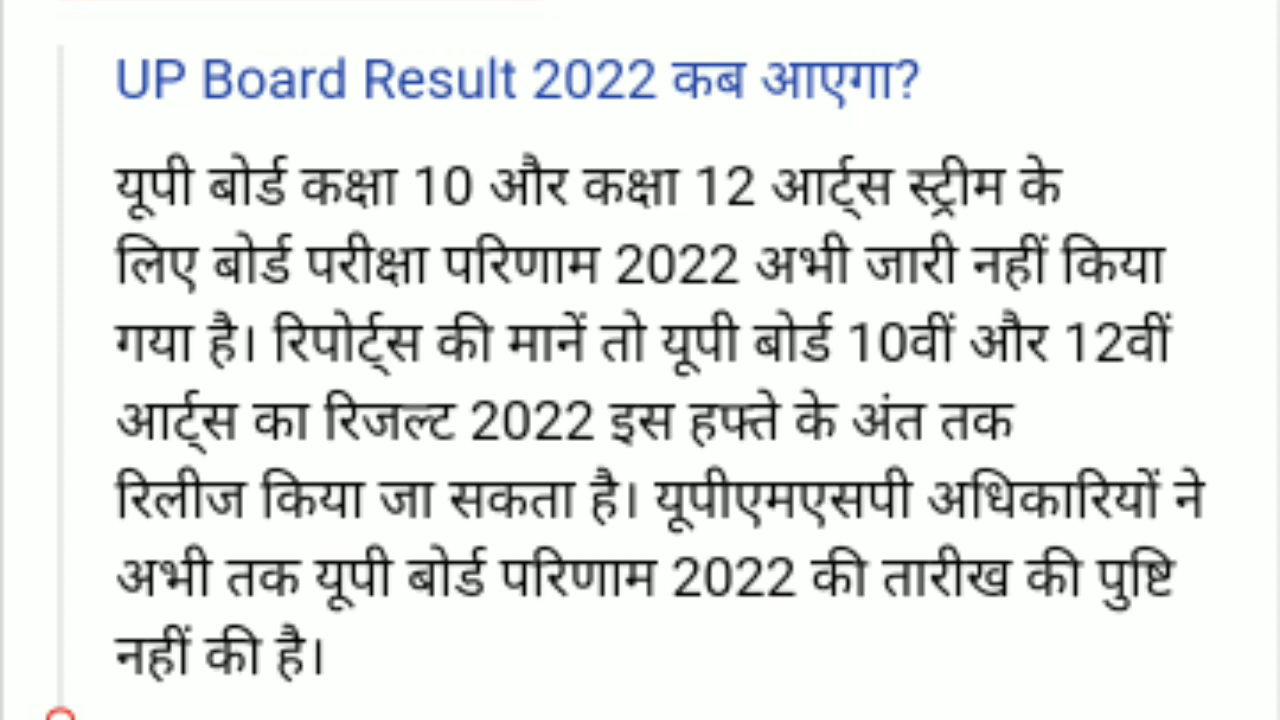 UP Board Result 2022 कब आएगा?
यूपी बोर्ड कक्षा 10 और कक्षा 12 आर्ट्स स्ट्रीम के
लिए बोर्ड परीक्षा परिणाम 2022 अभी जारी नहीं किया
गया है। रिपोर्ट्स की मानें तो यूपी बोर्ड 10वीं और 12वीं
आर्ट्स का रिजल्ट 2022 इस हफ्ते के अंत तक
रिलीज किया जा सकता है। यूपीएमएसपी अधिकारियों ने
अभी तक यूपी बोर्ड परिणाम 2022 की तारीख की पुष्टि
नहीं की है।